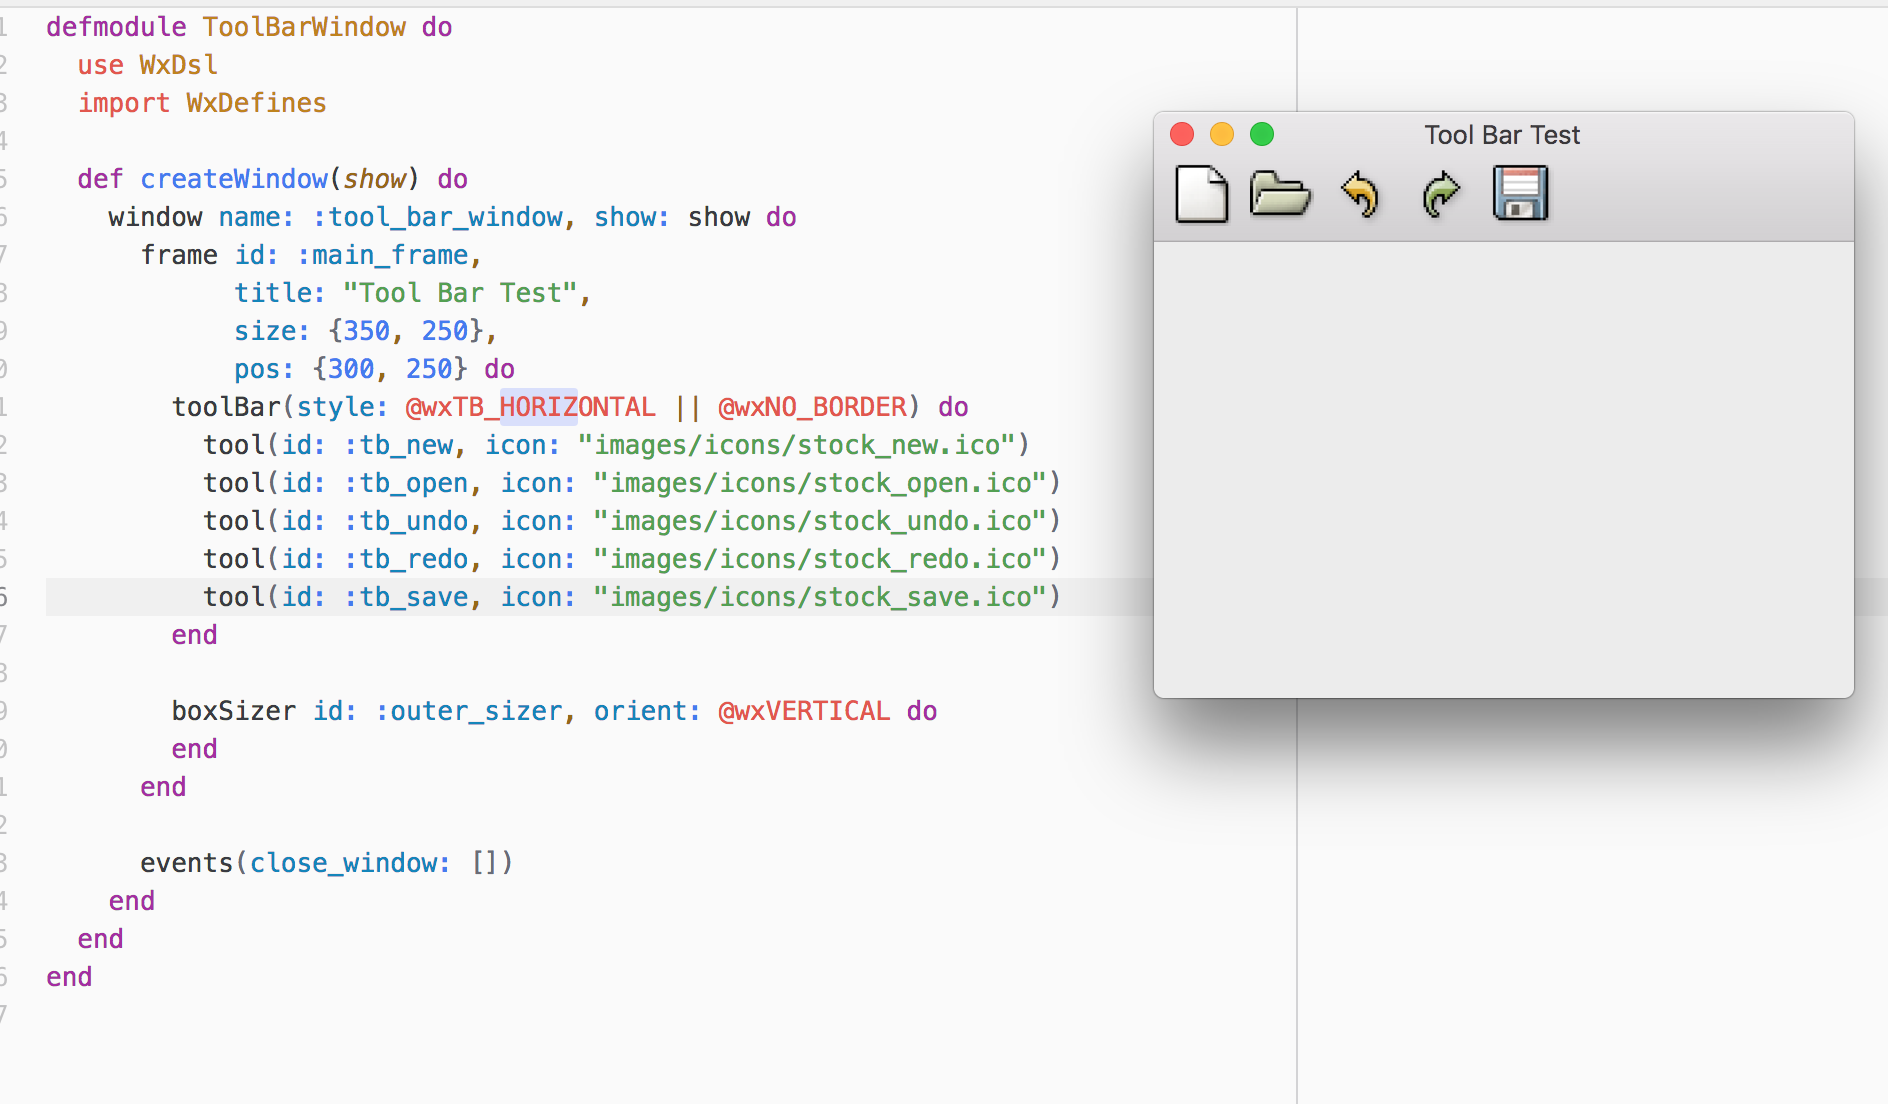 1 defmodule ToolBarWindow do
2   use WxDsl
3   import WxDefines
4
5   def createWindow(show) do
6     window name: :tool_bar_window, show: show do
7       frame id: :main_frame,
8             title: "Tool Bar Test",
9             size: {350, 250},
0             pos: {300, 250} do
1         toolBar(style: @wxTB_HORIZONTAL || @wxNO_BORDER) do
2           tool(id: :tb_new, icon: "images/icons/stock_new.ico")
3           tool(id: :tb_open, icon: "images/icons/stock_open.ico")
4           tool(id: :tb_undo, icon: "images/icons/stock_undo.ico")
5           tool(id: :tb_redo, icon: "images/icons/stock_redo.ico")
6           tool(id: :tb_save, icon: "images/icons/stock_save.ico")
7         end
8
9         boxSizer id: :outer_sizer, orient: @wxVERTICAL do
0         end
1       end
2
3       events(close_window: [])
4     end
5   end
6 end
7
Tool Bar Test